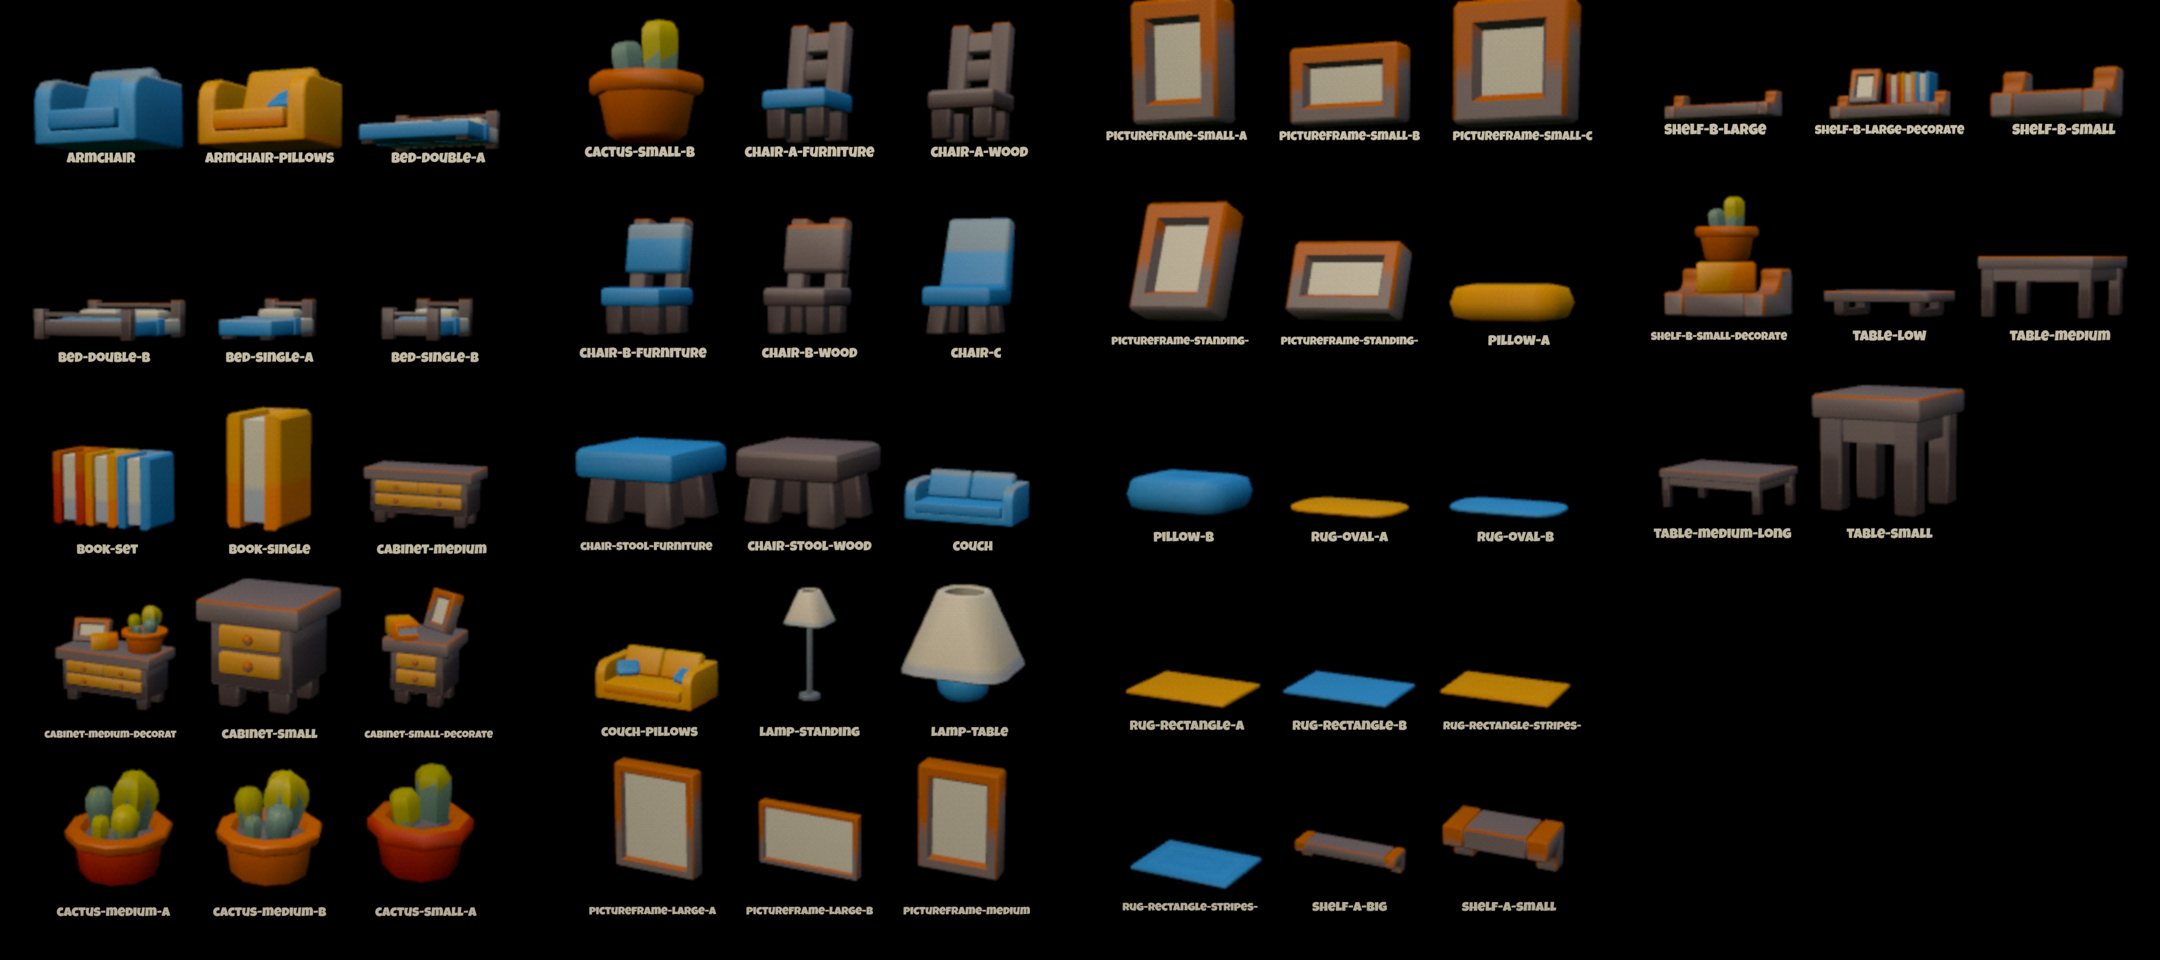 ARMCHAIR
ARMCHAIR-PILLOWS
BED-DOUBLE-A
BED-DOUBLE-B
BED-SINGLE-A
BED-SINGLE-B
BOOK-SET
BOOK-SINGLE
CABINET-MEDIUM
CABINET-MEDIUM-DECORAT
CABINET-SMALL
CABINET-SMALL-DECORATE
CACTUS-MEDIUM-A
CACTUS-MEDIUM-B
CACTUS-SMALL-A
CACTUS-SMALL-B
CHAIR-A-FURNITURE
CHAIR-A-WOOD
CHAIR-B-FURNITURE
CHAIR-B-WOOD
CHAIR-C
CHAIR-STOOL-FURNITURE
CHAIR-STOOL-WOOD
COUCH
COUCH-PILLOWS
LAMP-STANDING
LAMP-TABLE
PICTUREFRAME-LARGE-A
PICTUREFRAME-LARGE-B
PICTUREFRAME-MEDIUM
PICTUREFRAME-SMALL-A
PICTUREFRAME-SMALL-B
PICTUREFRAME-SMALL-C
PICTUREFRAME-STANDING-
PICTUREFRAME-STANDING-
PILLOW-A
PILLOW-B
RUG-OVAL-A
RUG-OVAL-B
RUG-RECTANGLE-A
RUG-RECTANGLE-B
RUG-RECTANGLE-STRIPES-
RUG-RECTANGLE-STRIPES-
SHELF-A-BIG
SHELF-A-SMALL
SHELF-B-LARGE
SHELF-B-LARGE-DECORATE
SHELF-B-SMALL
SHELF-B-SMALL-DECORATE
TABLE-LOW
TABLE-MEDIUM
TABLE-MEDIUM-LONG
TABLE-SMALL